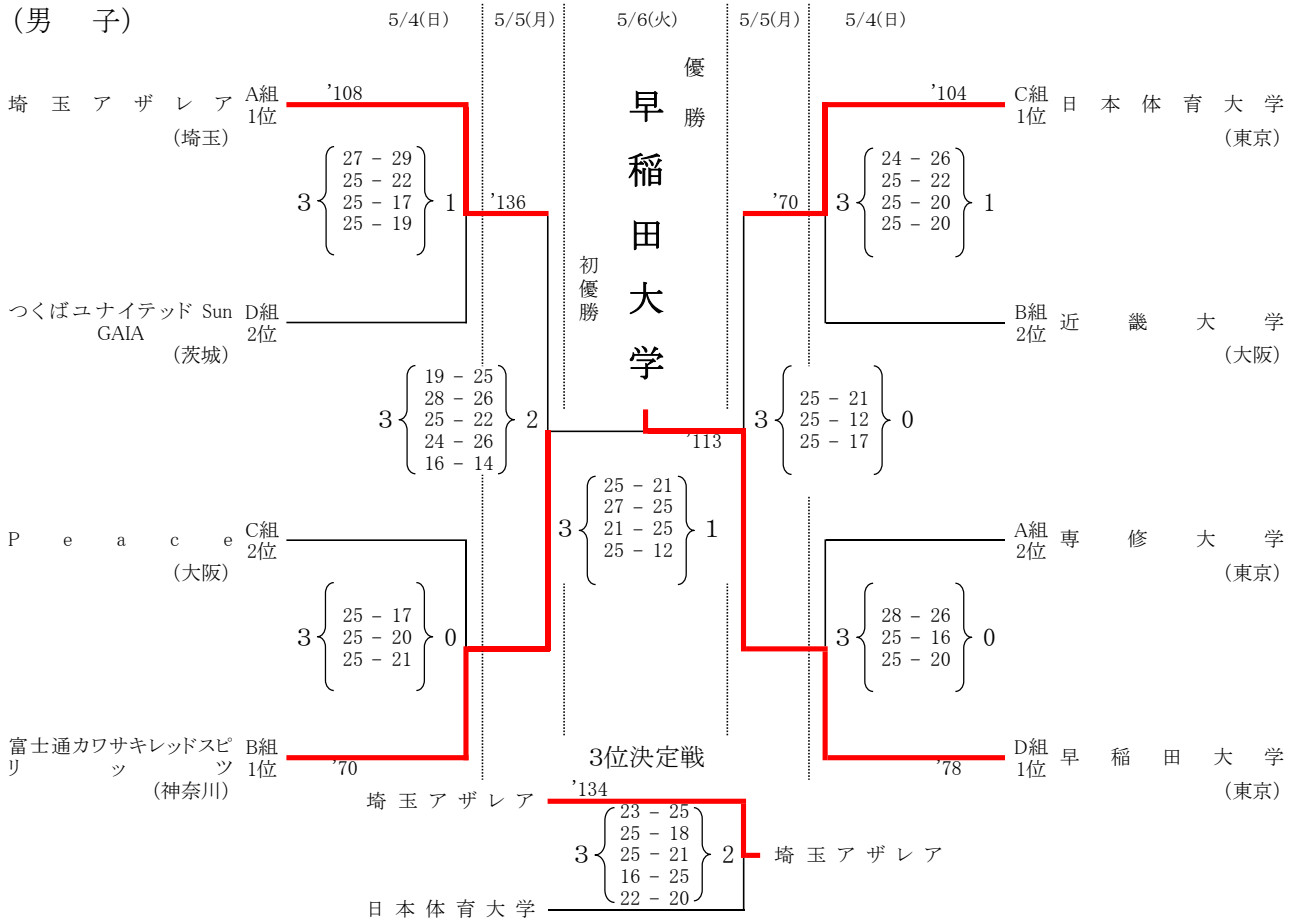 (男 子)
5/4(日) 5/5(月) 5/6(火) 5/5(月) 5/4(日)
優勝
早稲田大学
初優勝
埼玉アザレア A組 1位
(埼玉)
'108
3 27 - 29 1
25 - 22
25 - 17
25 - 19
'136
つくばユナイテッド Sun D組
GAIA 2位
(茨城)
3 19 - 25 2
28 - 26
25 - 22
24 - 26
16 - 14
Peace C組 2位
(大阪)
3 25 - 17 0
25 - 20
25 - 21
富士通カワサキレッドスピ B組
リッツ 1位
(神奈川)
'70
'113
3 25 - 21 1
27 - 25
21 - 25
25 - 12
'104
C組 1位 日本体育大学
(東京)
3 24 - 26 1
25 - 22
25 - 20
25 - 20
'70
B組 2位 近畿大学
(大阪)
3 25 - 21 0
25 - 12
25 - 17
A組 2位 専修大学
(東京)
3 28 - 26 0
25 - 16
25 - 20
'78
D組 1位 早稲田大学
(東京)
3位決定戦
埼玉アザレア
'134
3 23 - 25 2
25 - 18
25 - 21
16 - 25
22 - 20
埼玉アザレア
日本体育大学